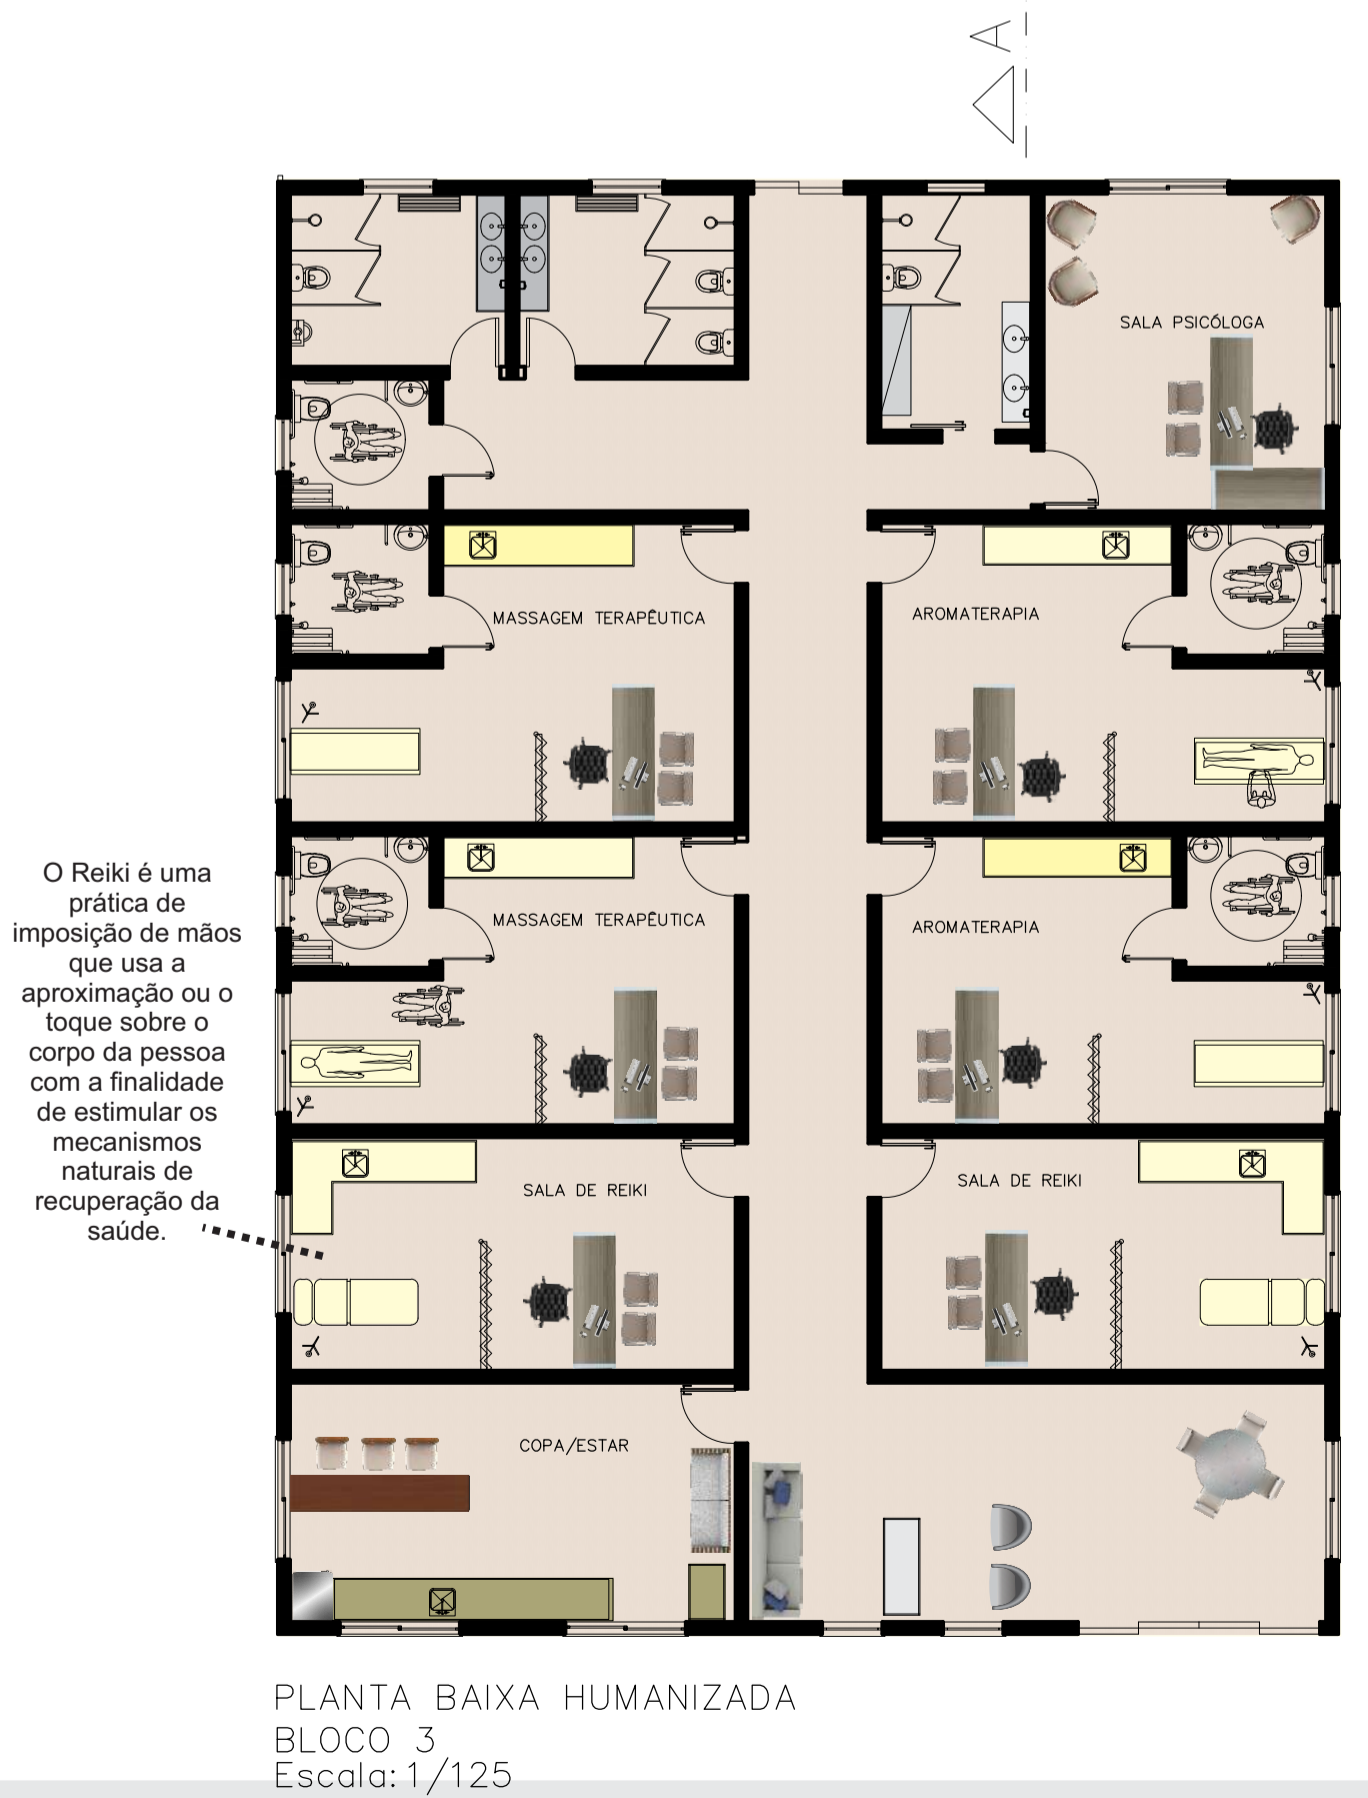 A
SALA PSICÓLOGA
MASSAGEM TERAPÊUTICA
AROMATERAPIA
O Reiki é uma
prática de
imposição de mãos
que usa a
aproximação ou o
toque sobre o
corpo da pessoa
com a finalidade
de estimular os
mecanismos
naturais de
recuperação da
saúde.
MASSAGEM TERAPÊUTICA
AROMATERAPIA
SALA DE REIKI
SALA DE REIKI
COPA/ESTAR
PLANTA BAIXA HUMANIZADA
BLOCO 3
Escala: 1/125